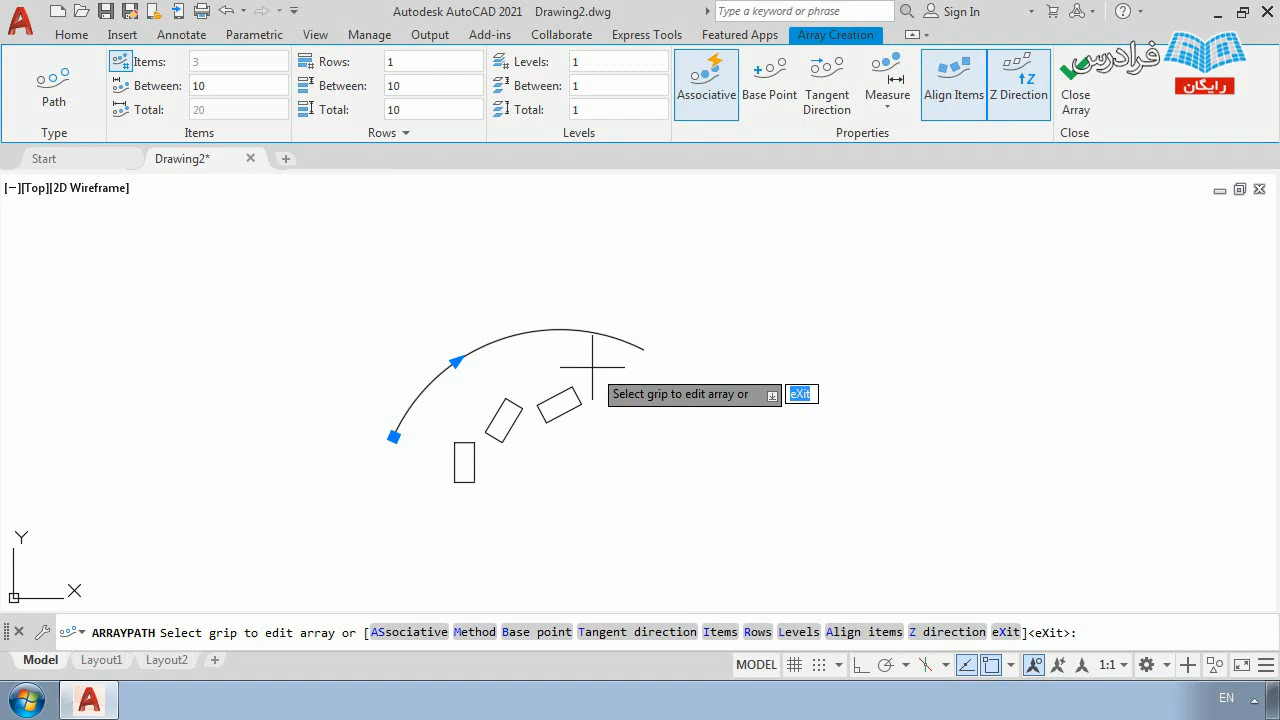 Autodesk AutoCAD 2021 Drawing2.dwg
Type a keyword or phrase
Sign In
Home Insert Annotate Parametric View Manage Output Add-ins Collaborate Express Tools Featured Apps Array Creation
فرادرس
رایگان
Path
Type
Items: 3
Between: 10
Total: 20
Items
Rows: 1
Between: 10
Total: 10
Rows
Levels: 1
Between: 1
Total: 1
Levels
Associative
Base Point
Tangent
Direction
Measure
Align Items
Z Direction
Properties
Close
Array
Close
Start Drawing2*
[−][Top][2D Wireframe]
Select grip to edit array or eXit
Y
X
ARRAYPATH Select grip to edit array or [ASsociative Method Base point Tangent direction Items Rows Levels Align items Z direction eXit]<eXit>:
Model Layout1 Layout2
MODEL 1:1
EN